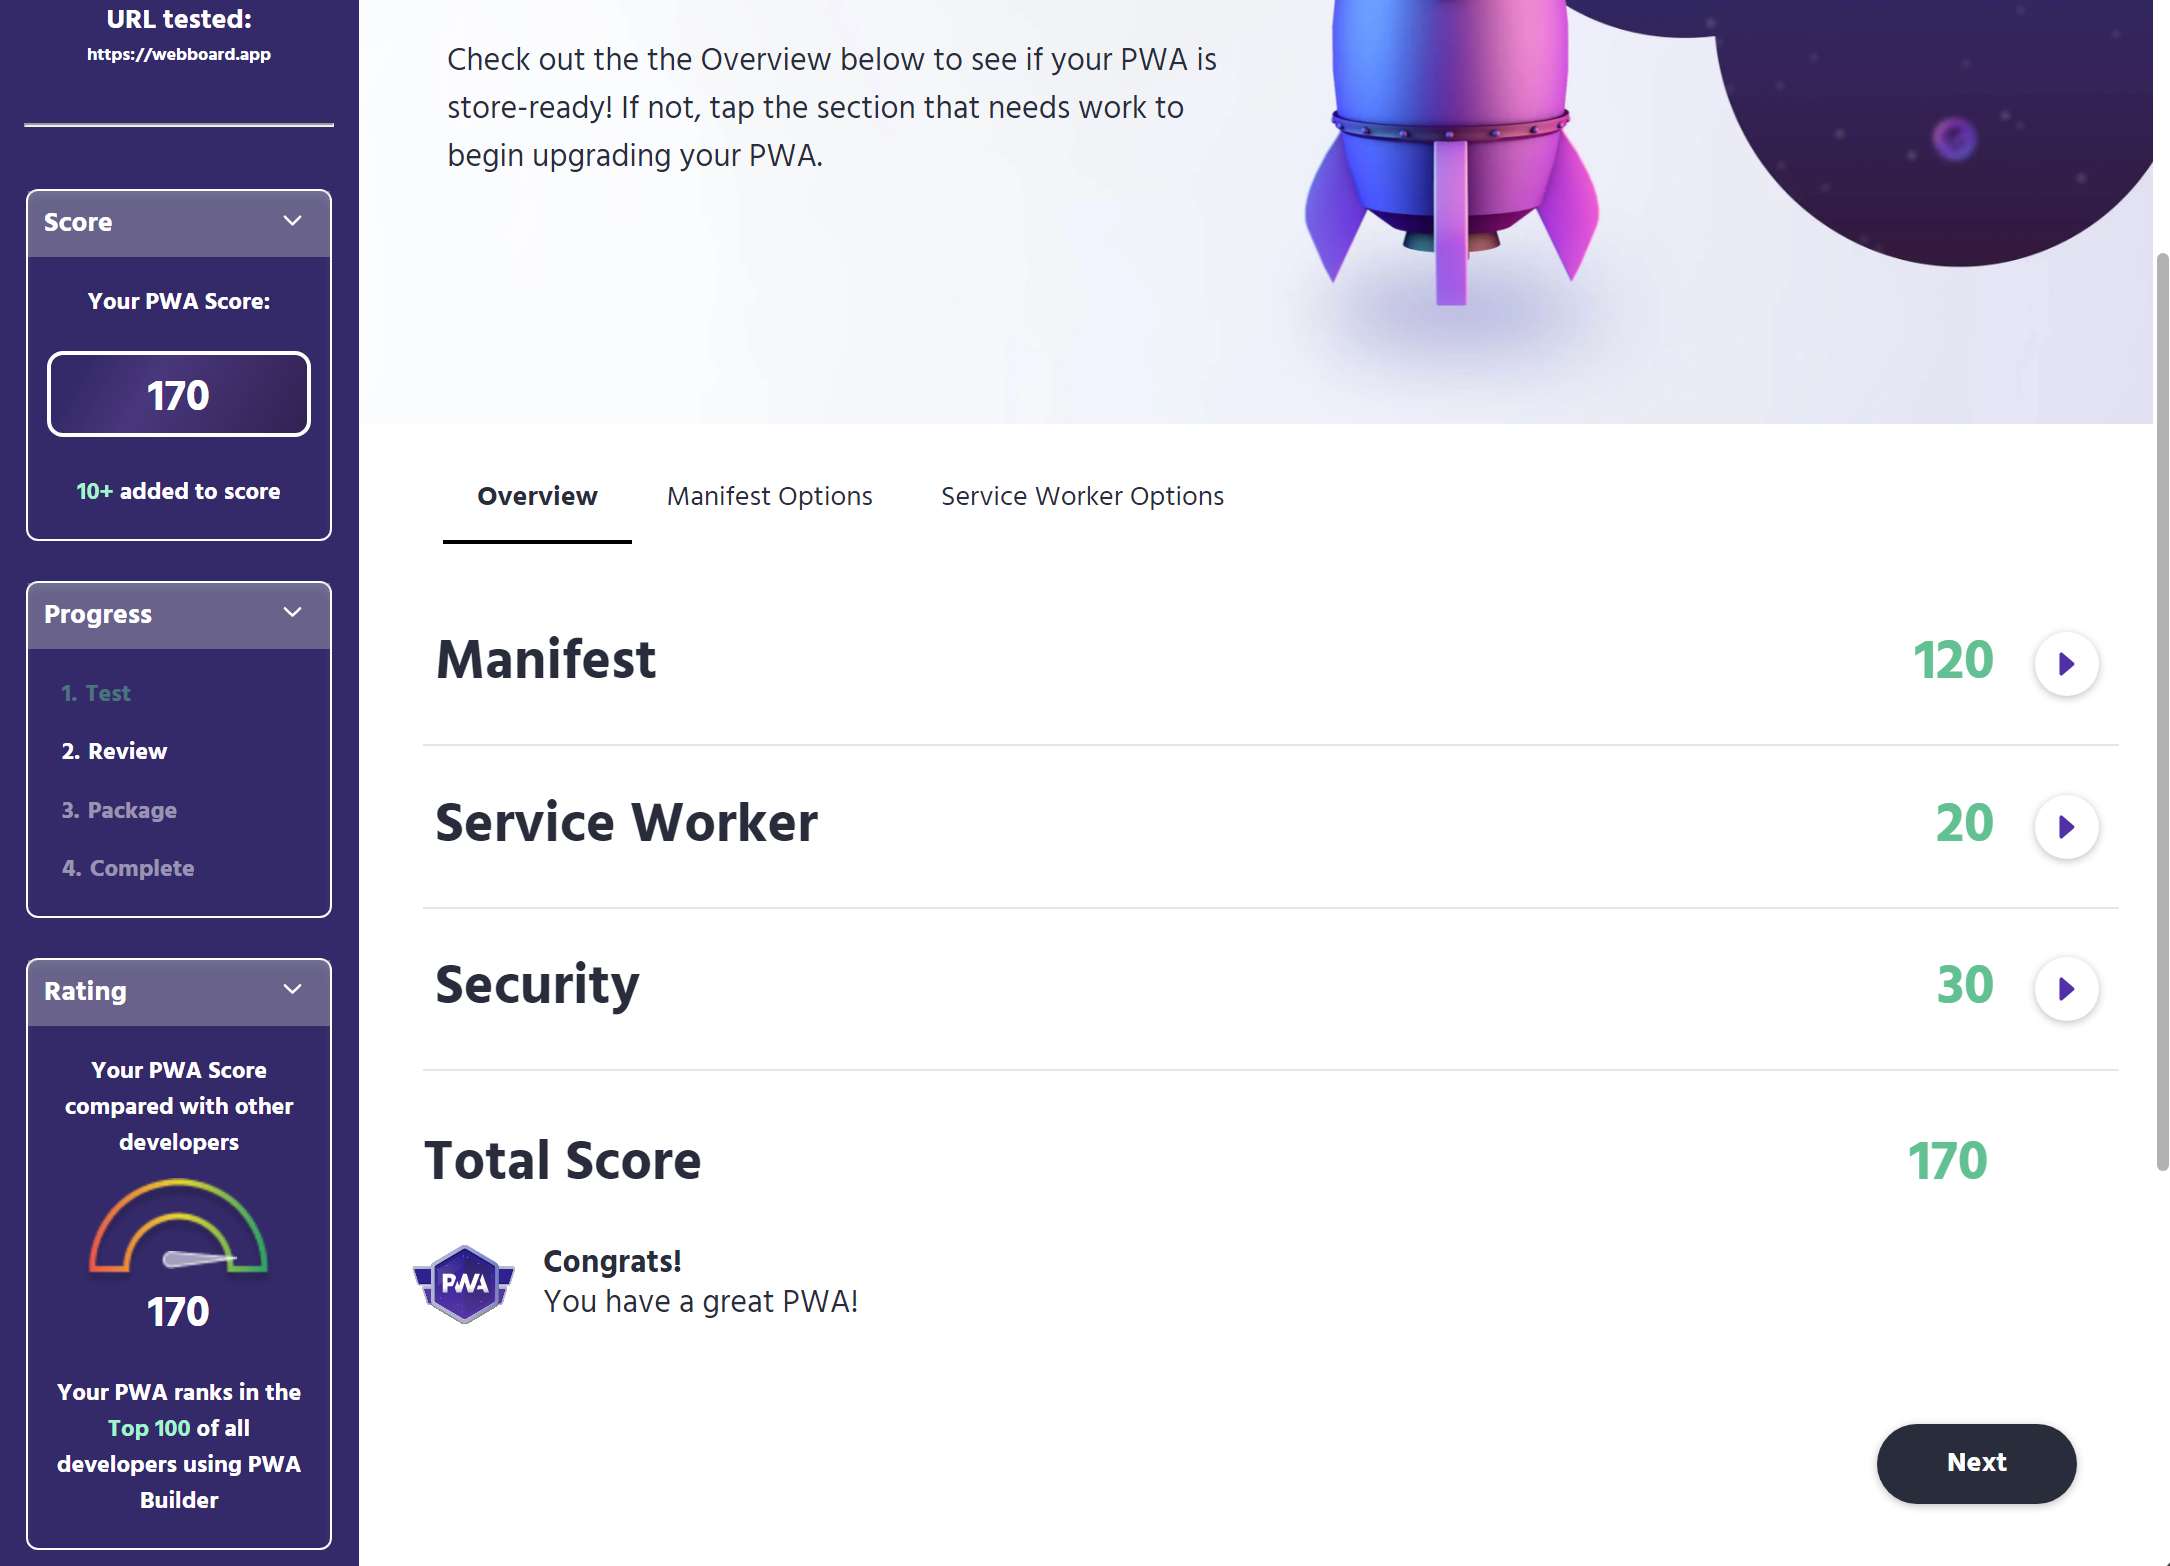 URL tested:
https://webboard.app
Score
Your PWA Score:
170
10+ added to score
Progress
1. Test
2. Review
3. Package
4. Complete
Rating
Your PWA Score
compared with other
developers
170
Your PWA ranks in the
Top 100 of all
developers using PWA
Builder
Check out the the Overview below to see if your PWA is
store-ready! If not, tap the section that needs work to
begin upgrading your PWA.
Overview Manifest Options Service Worker Options
Manifest 120
Service Worker 20
Security 30
Total Score 170
PWA
Congrats!
You have a great PWA!
Next